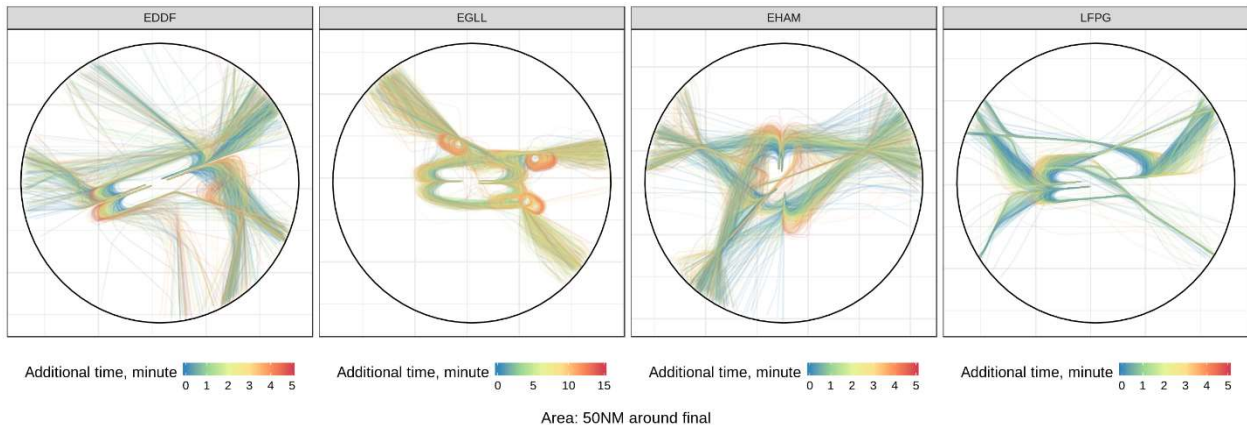 EDDF
EGLL
EHAM
LFPG
Additional time, minute
0 1 2 3 4 5
Additional time, minute
0 5 10 15
Additional time, minute
0 1 2 3 4 5
Additional time, minute
0 1 2 3 4 5
Area: 50NM around final